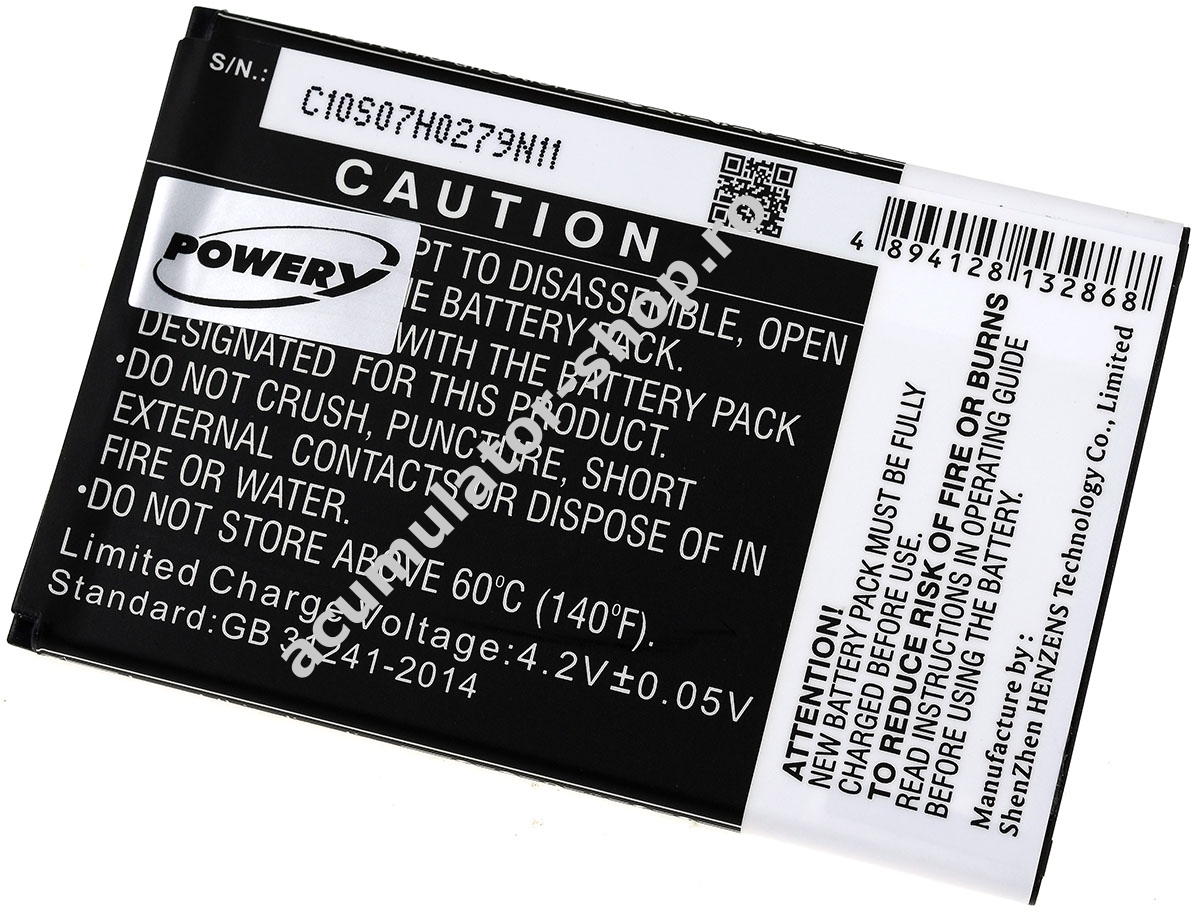 S/N.:
C10S07H0279N11
CAUTION
POWERY
PT TO DISASSEMBLE, OPEN
BATTERY PACK.
WITH THE BATTERY PACK
DESIGNATED FOR THIS PRODUCT.
•DO NOT CRUSH, PUNCTURE, SHORT
EXTERNAL CONTACTS OR DISPOSE OF IN
FIRE OR WATER.
•DO NOT STORE ABOVE 60°C (140°F).
Limited Charge Voltage:4.2V±0.05V
Standard:GB 31241-2014
4 894128 132868
ATTENTION!
NEW BATTERY PACK MUST BE FULLY
CHARGED BEFORE USE.
TO REDUCE RISK OF FIRE OR BURNS
READ INSTRUCTIONS IN OPERATING GUIDE
BEFORE USING THE BATTERY.
Manufacture by :
ShenZhen HENZENS Technology Co., Limited
acumulator-shop.ro